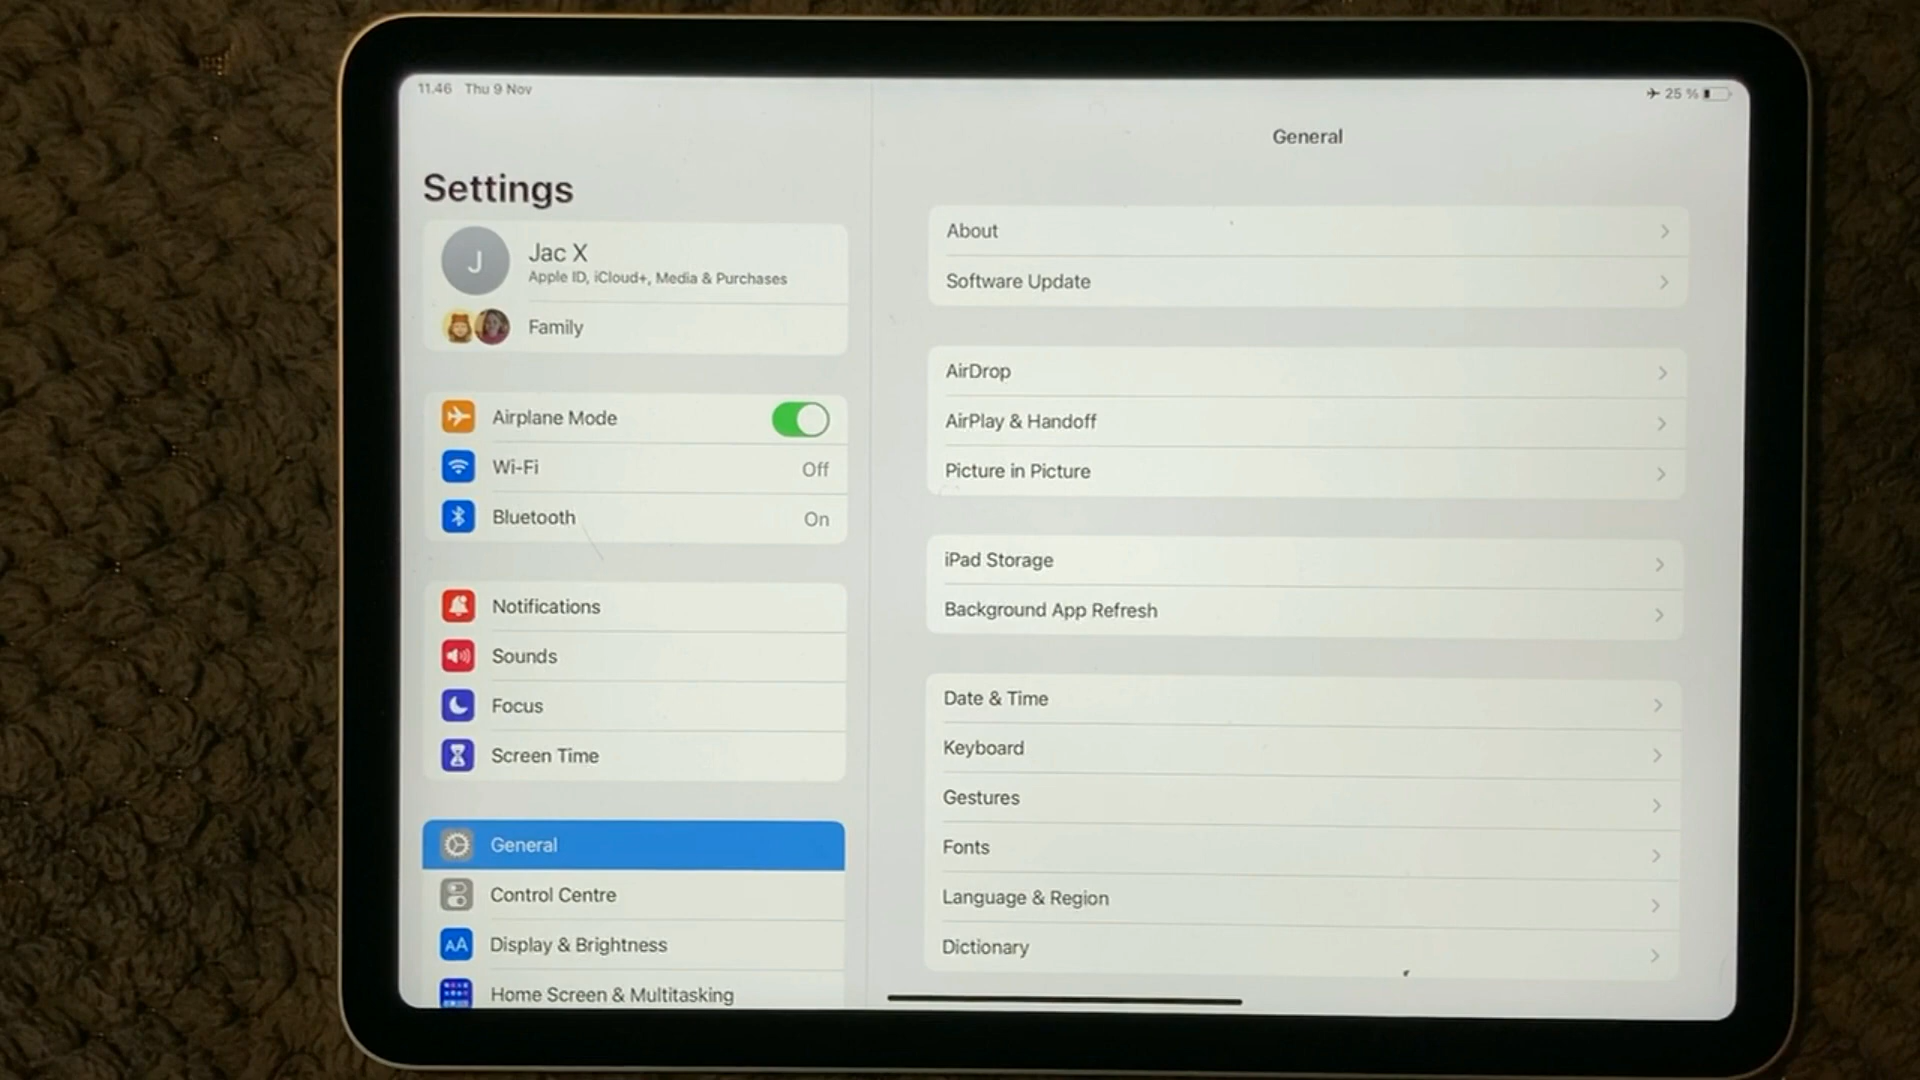 11.46 Thu 9 Nov
25 %
Settings
J
Jac X
Apple ID, iCloud+, Media & Purchases
Family
Airplane Mode
Wi-Fi Off
Bluetooth On
Notifications
Sounds
Focus
Screen Time
General
Control Centre
AA Display & Brightness
Home Screen & Multitasking
General
About
Software Update
AirDrop
AirPlay & Handoff
Picture in Picture
iPad Storage
Background App Refresh
Date & Time
Keyboard
Gestures
Fonts
Language & Region
Dictionary